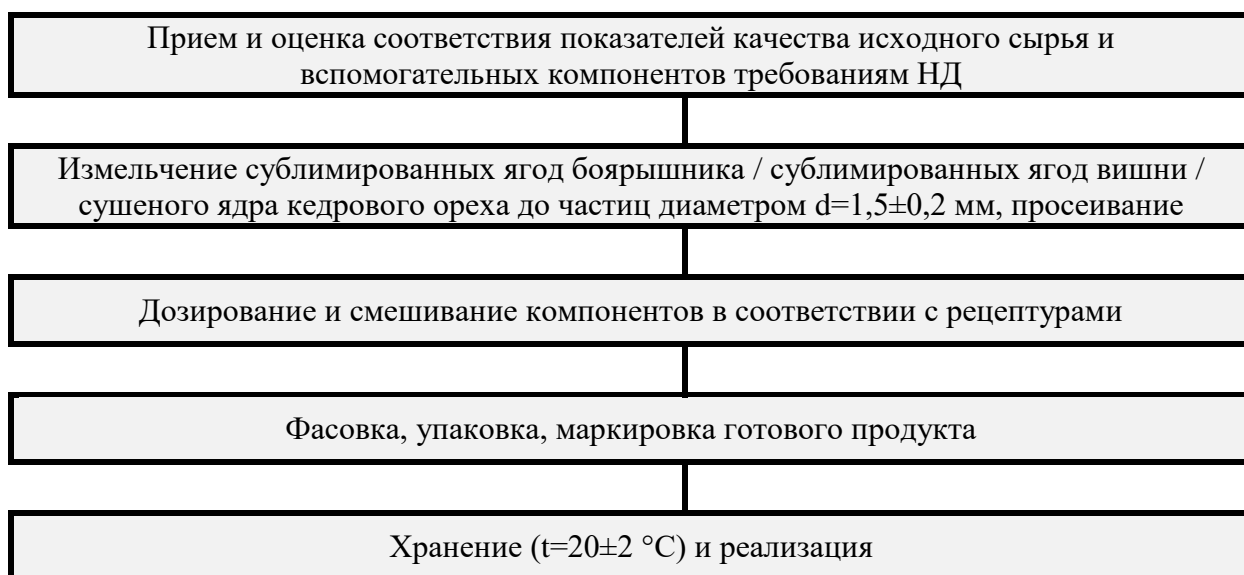 Прием и оценка соответствия показателей качества исходного сырья и
вспомогательных компонентов требованиям НД
Измельчение сублимированных ягод боярышника / сублимированных ягод вишни /
сушеного ядра кедрового ореха до частиц диаметром d=1,5±0,2 мм, просеивание
Дозирование и смешивание компонентов в соответствии с рецептурами
Фасовка, упаковка, маркировка готового продукта
Хранение (t=20±2 °C) и реализация